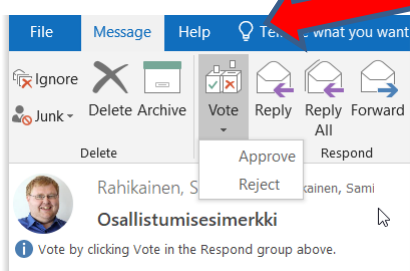 File Message Help Te s what you want
Ignore
Junk Delete Archive Vote Reply Reply All Forward
Delete Respond
Approve
Reject
Rahikainen, S kainen, Sami
Osallistumisesimerkki
Vote by clicking Vote in the Respond group above.